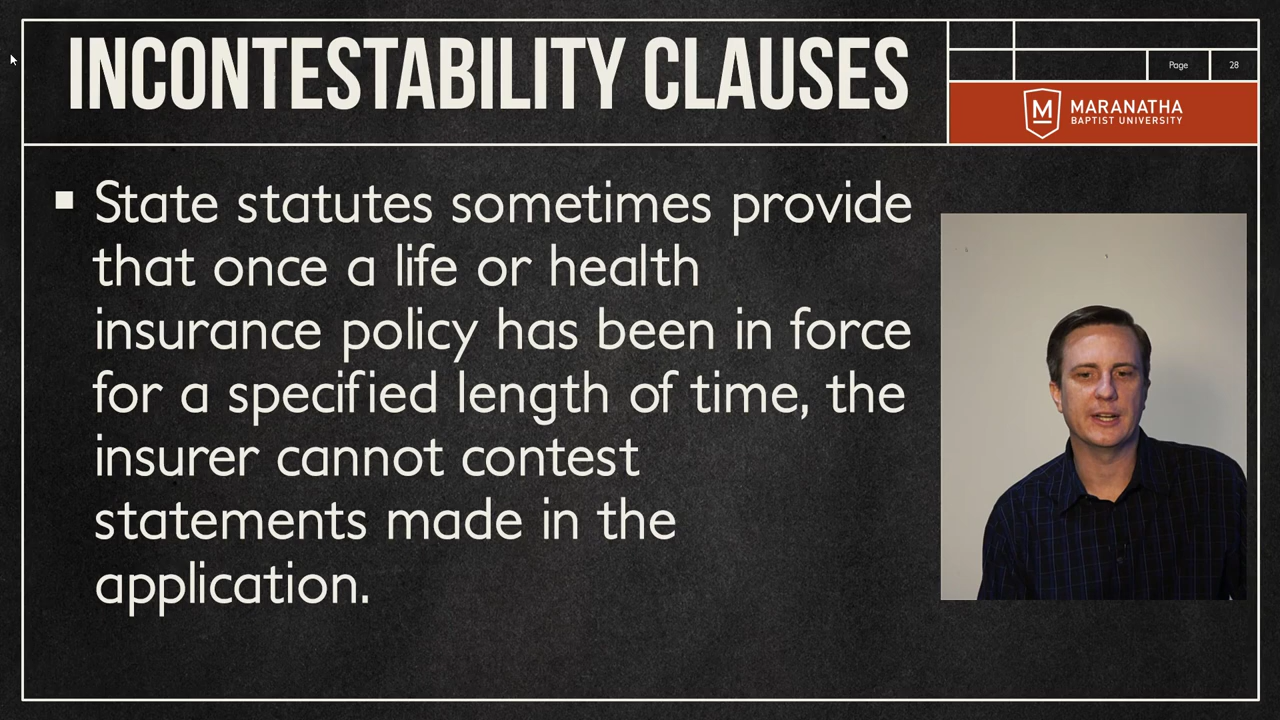 INCONTESTABILITY CLAUSES
Page 28
MARANATHA
BAPTIST UNIVERSITY
State statutes sometimes provide
that once a life or health
insurance policy has been in force
for a specified length of time, the
insurer cannot contest
statements made in the
application.